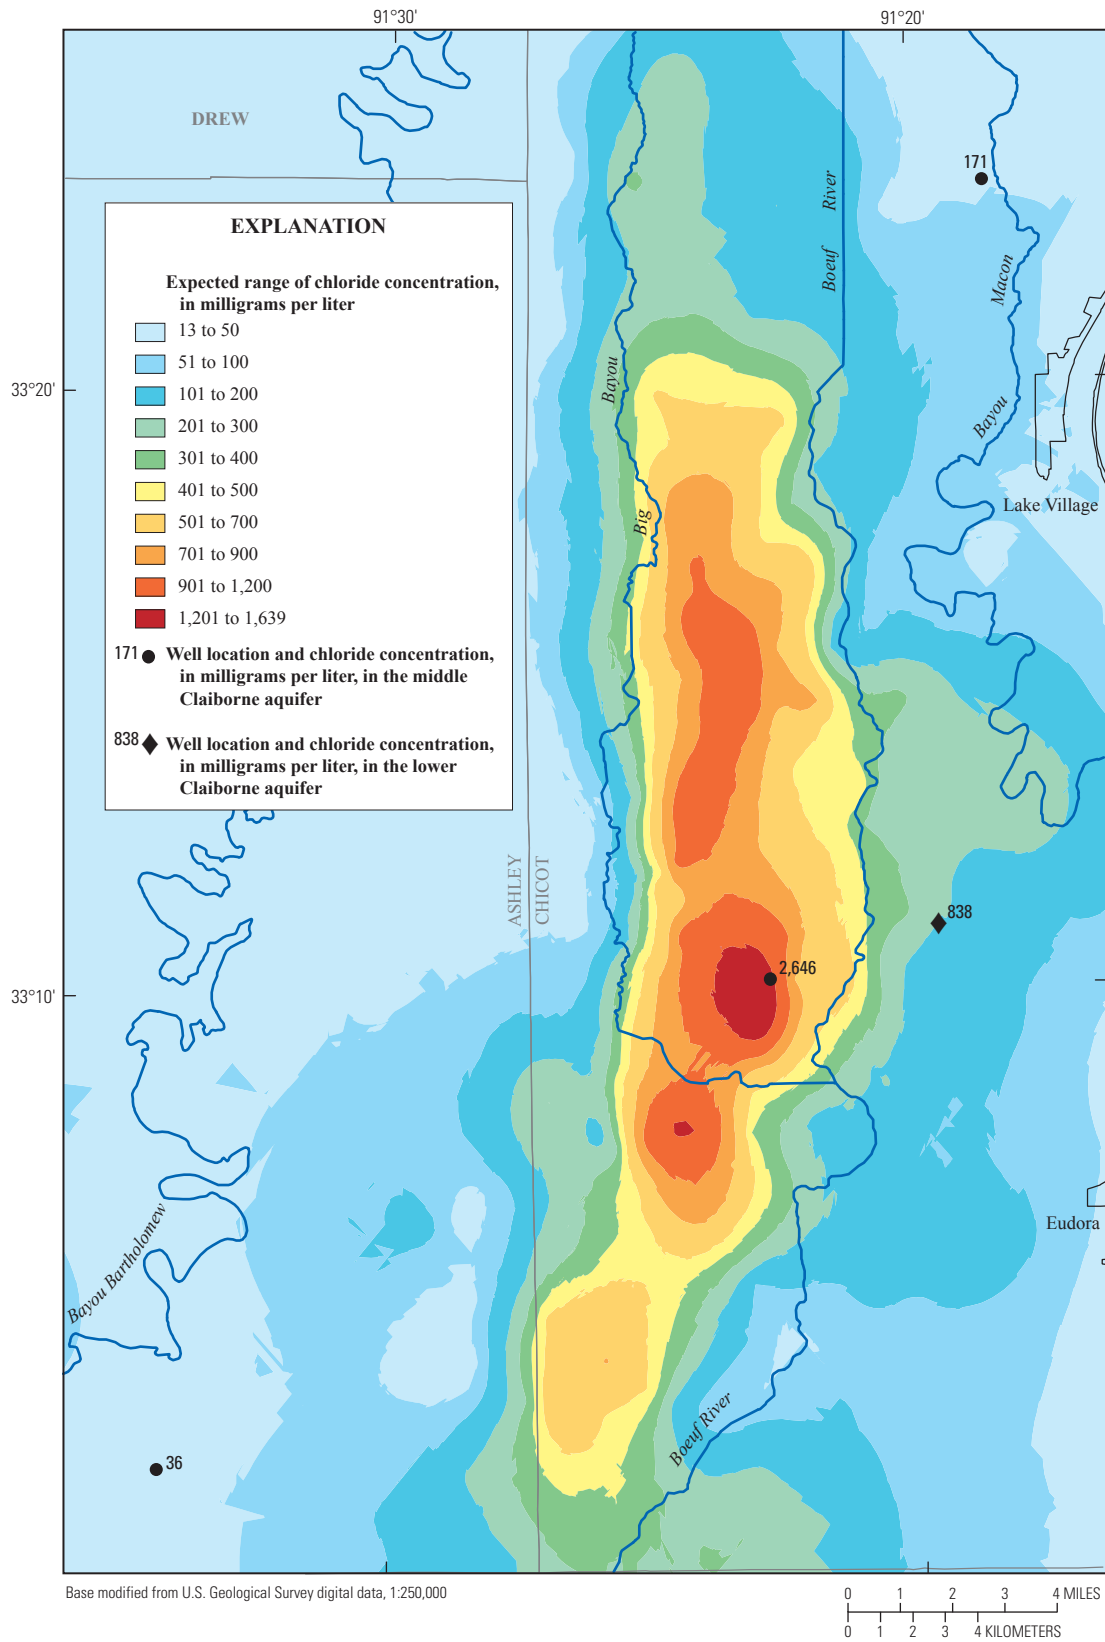 91°30'
91°20'
DREW
171
River
Boeuf
Macon
Bayou
EXPLANATION
Expected range of chloride concentration,
in milligrams per liter
13 to 50
51 to 100
101 to 200
201 to 300
301 to 400
401 to 500
501 to 700
701 to 900
901 to 1,200
1,201 to 1,639
171 Well location and chloride concentration,
in milligrams per liter, in the middle
Claiborne aquifer
838 Well location and chloride concentration,
in milligrams per liter, in the lower
Claiborne aquifer
33°20'
Bayou
Big
Lake Village
ASHLEY
CHICOT
838
2,646
33°10'
Bayou Bartholomew
Eudora
Boeuf River
36
Base modified from U.S. Geological Survey digital data, 1:250,000
0 1 2 3 4 MILES
0 1 2 3 4 KILOMETERS